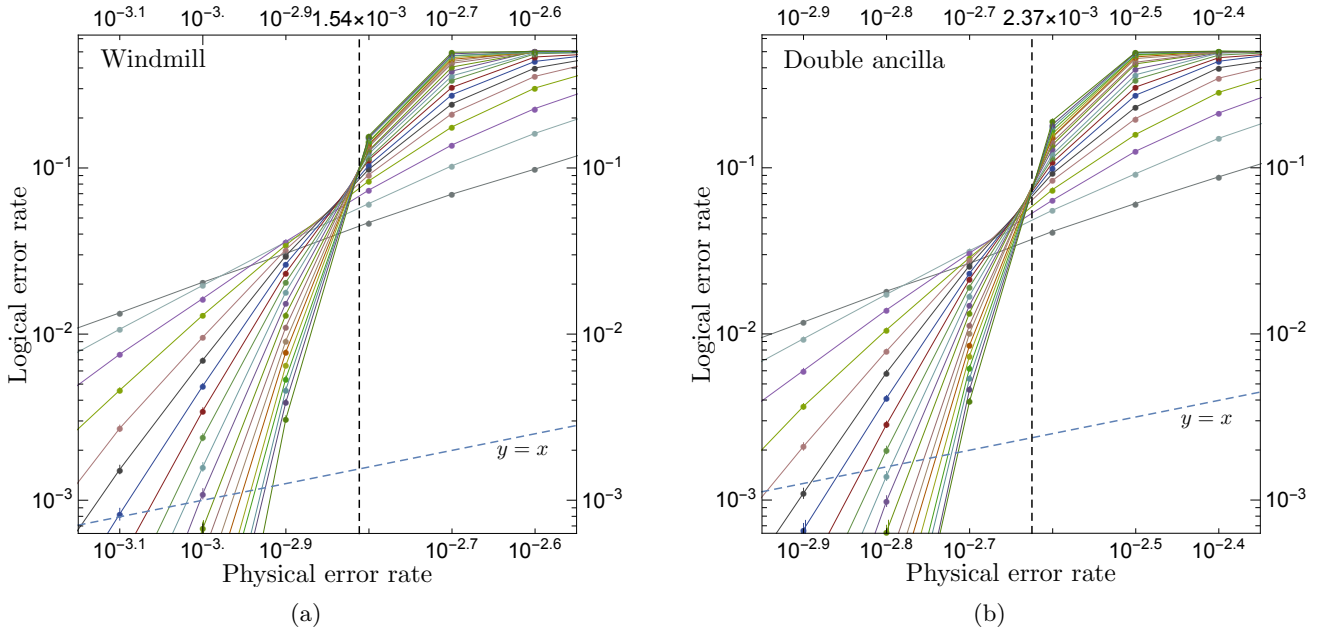 10^−3.1 10^−3. 10^−2.9 1.54×10^−3 10^−2.7 10^−2.6
Windmill
Logical error rate
10^−1 10^−1
10^−2 10^−2
10^−3 10^−3
y = x
10^−3.1 10^−3. 10^−2.9 10^−2.7 10^−2.6
Physical error rate
(a)
10^−2.9 10^−2.8 10^−2.7 2.37×10^−3 10^−2.5 10^−2.4
Double ancilla
Logical error rate
10^−1 10^−1
10^−2 10^−2
10^−3 10^−3
y = x
10^−2.9 10^−2.8 10^−2.7 10^−2.5 10^−2.4
Physical error rate
(b)